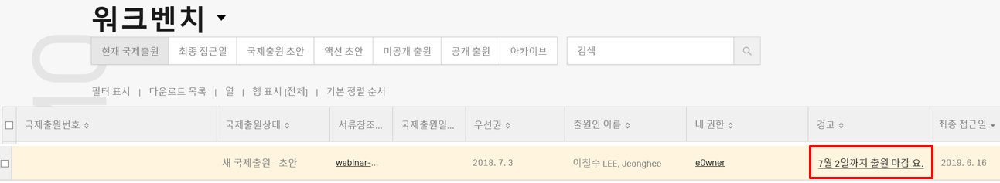 워크벤치
현재 국제출원 최종 접근일 국제출원 초안 액션 초안 미공개 출원 공개 출원 아카이브 검색
필터 표시 | 다운로드 목록 | 열 | 행 표시 [전체] | 기본 정렬 순서
국제출원번호 국제출원상태 서류참조... 국제출원일... 우선권 출원인 이름 내 권한 경고 최종 접근일
새 국제출원 - 초안 webinar-... 2018. 7. 3 이철수 LEE, Jeonghee eOwner 7월 2일까지 출원 마감 요. 2019. 6. 16